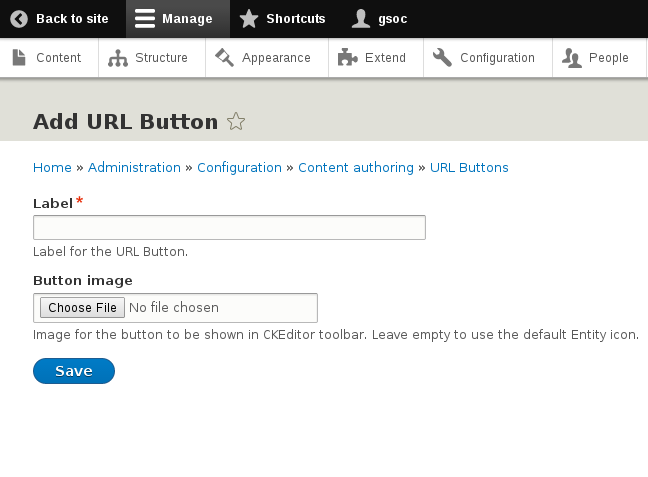 Back to site Manage Shortcuts gsoc
Content Structure Appearance Extend Configuration People
Add URL Button
Home » Administration » Configuration » Content authoring » URL Buttons
Label*
Label for the URL Button.
Button image
Choose File No file chosen
Image for the button to be shown in CKEditor toolbar. Leave empty to use the default Entity icon.
Save